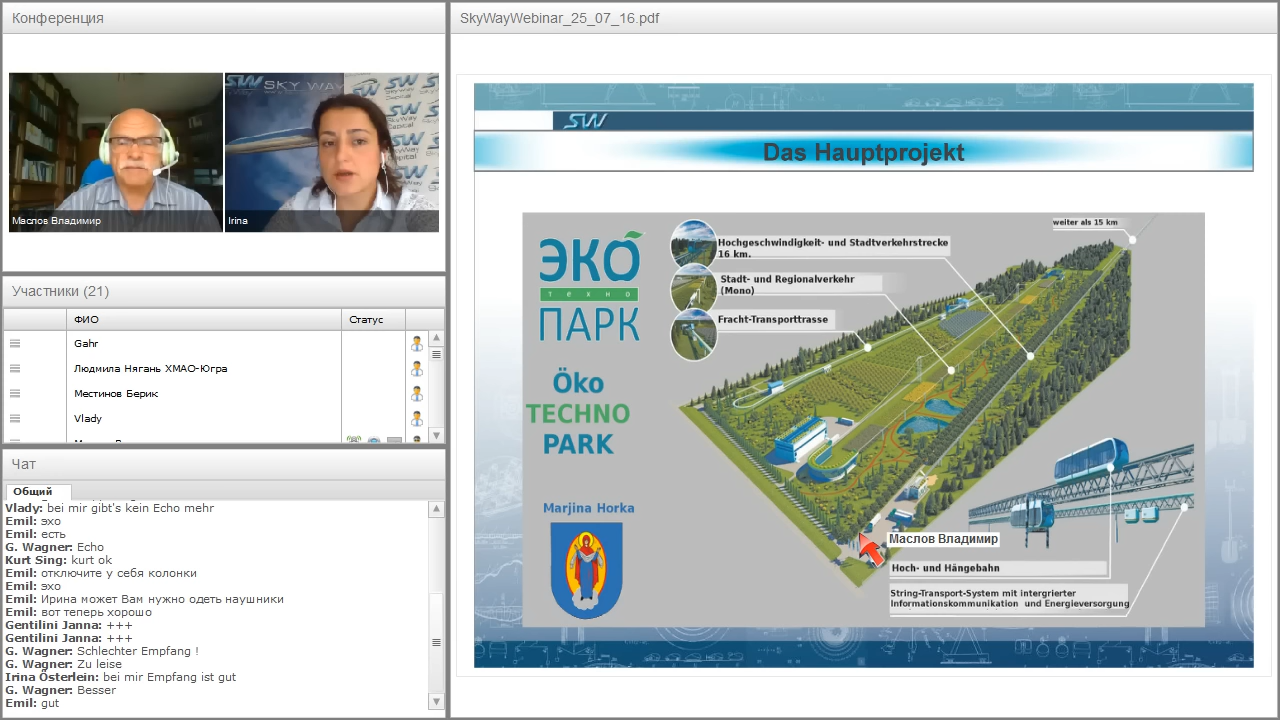 Конференция
SKY WAY
SW
SkyWay
Capital
Маслов Владимир
Irina
Участники (21)
ФИО
Статус
Gahr
Людмила Нягань ХМАО-Югра
Местинов Берик
Vlady
Чат
Общий
Vlady: bei mir gibt's kein Echo mehr
Emil: эхо
Emil: есть
G. Wagner: Echo
Kurt Sing: kurt ok
Emil: отключите у себя колонки
Emil: эхо
Emil: Ирина может Вам нужно одеть наушники
Emil: вот теперь хорошо
Gentilini Janna: +++
Gentilini Janna: +++
G. Wagner: Schlechter Empfang !
G. Wagner: Zu leise
Irina Österlein: bei mir Empfang ist gut
G. Wagner: Besser
Emil: gut
SkyWayWebinar_25_07_16.pdf
SW
Das Hauptprojekt
ЭКО
техно
ПАРК
Öko
TECHNO
PARK
Marjina Horka
weiter als 15 km
Hochgeschwindigkeit- und Stadtverkehrstrecke
16 km.
Stadt- und Regionalverkehr
(Mono)
Fracht-Transporttrasse
Маслов Владимир
Hoch- und Hängebahn
String-Transport-System mit intergrierter
Informationskommunikation und Energieversorgung